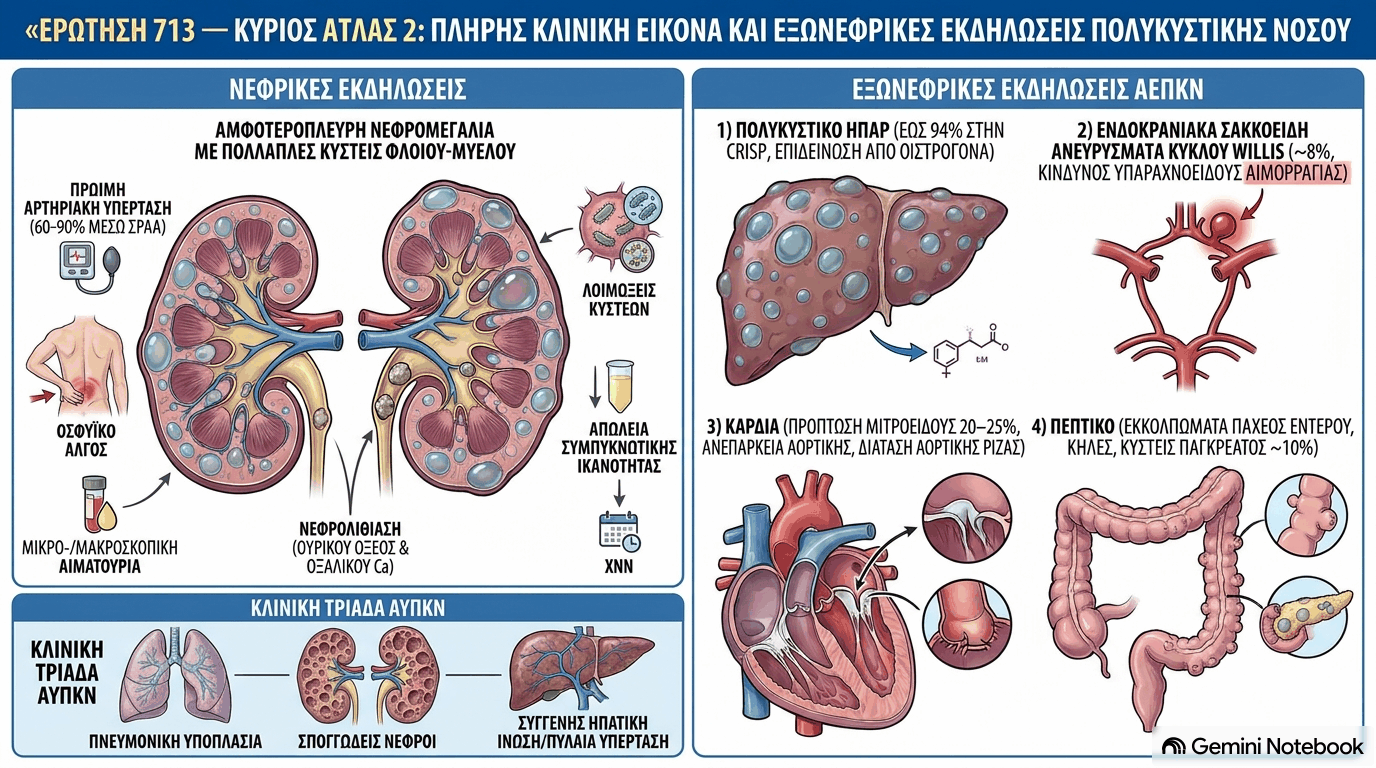 «ΕΡΩΤΗΣΗ 713 — ΚΥΡΙΟΣ ΑΤΛΑΣ 2: ΠΛΗΡΗΣ ΚΛΙΝΙΚΗ ΕΙΚΟΝΑ ΚΑΙ ΕΞΩΝΕΦΡΙΚΕΣ ΕΚΔΗΛΩΣΕΙΣ ΠΟΛΥΚΥΣΤΙΚΗΣ ΝΟΣΟΥ
ΝΕΦΡΙΚΕΣ ΕΚΔΗΛΩΣΕΙΣ
ΑΜΦΟΤΕΡΟΠΛΕΥΡΗ ΝΕΦΡΟΜΕΓΑΛΙΑ
ΜΕ ΠΟΛΛΑΠΛΕΣ ΚΥΣΤΕΙΣ ΦΛΟΙΟΥ-ΜΥΕΛΟΥ
ΠΡΩΙΜΗ
ΑΡΤΗΡΙΑΚΗ ΥΠΕΡΤΑΣΗ
(60–90% ΜΕΣΩ ΣΡΑΑ)
ΟΣΦΥΪΚΟ
ΑΛΓΟΣ
ΜΙΚΡΟ-/ΜΑΚΡΟΣΚΟΠΙΚΗ
ΑΙΜΑΤΟΥΡΙΑ
ΝΕΦΡΟΛΙΘΙΑΣΗ
(ΟΥΡΙΚΟΥ ΟΞΕΟΣ &
ΟΞΑΛΙΚΟΥ Ca)
ΛΟΙΜΩΞΕΙΣ
ΚΥΣΤΕΩΝ
ΑΠΩΛΕΙΑ
ΣΥΜΠΥΚΝΩΤΙΚΗΣ
ΙΚΑΝΟΤΗΤΑΣ
ΧΝΝ
ΚΛΙΝΙΚΗ ΤΡΙΑΔΑ ΑΥΠΚΝ
ΚΛΙΝΙΚΗ
ΤΡΙΑΔΑ
ΑΥΠΚΝ
ΠΝΕΥΜΟΝΙΚΗ ΥΠΟΠΛΑΣΙΑ
ΣΠΟΓΓΩΔΕΙΣ ΝΕΦΡΟΙ
ΣΥΓΓΕΝΗΣ ΗΠΑΤΙΚΗ
ΙΝΩΣΗ/ΠΥΛΑΙΑ ΥΠΕΡΤΑΣΗ
ΕΞΩΝΕΦΡΙΚΕΣ ΕΚΔΗΛΩΣΕΙΣ ΑΕΠΚΝ
1) ΠΟΛΥΚΥΣΤΙΚΟ ΗΠΑΡ (ΕΩΣ 94% ΣΤΗΝ
CRISP, ΕΠΙΔΕΙΝΩΣΗ ΑΠΟ ΟΙΣΤΡΟΓΟΝΑ)
2) ΕΝΔΟΚΡΑΝΙΑΚΑ ΣΑΚΚΟΕΙΔΗ
ΑΝΕΥΡΥΣΜΑΤΑ ΚΥΚΛΟΥ WILLIS (~8%,
ΚΙΝΔΥΝΟΣ ΥΠΑΡΑΧΝΟΕΙΔΟΥΣ ΑΙΜΟΡΡΑΓΙΑΣ)
3) ΚΑΡΔΙΑ (ΠΡΟΠΤΩΣΗ ΜΙΤΡΟΕΙΔΟΥΣ 20–25%,
ΑΝΕΠΑΡΚΕΙΑ ΑΟΡΤΙΚΗΣ, ΔΙΑΤΑΣΗ ΑΟΡΤΙΚΗΣ ΡΙΖΑΣ)
4) ΠΕΠΤΙΚΟ (ΕΚΚΟΛΠΩΜΑΤΑ ΠΑΧΕΟΣ ΕΝΤΕΡΟΥ,
ΚΗΛΕΣ, ΚΥΣΤΕΙΣ ΠΑΓΚΡΕΑΤΟΣ ~10%)
Gemini Notebook